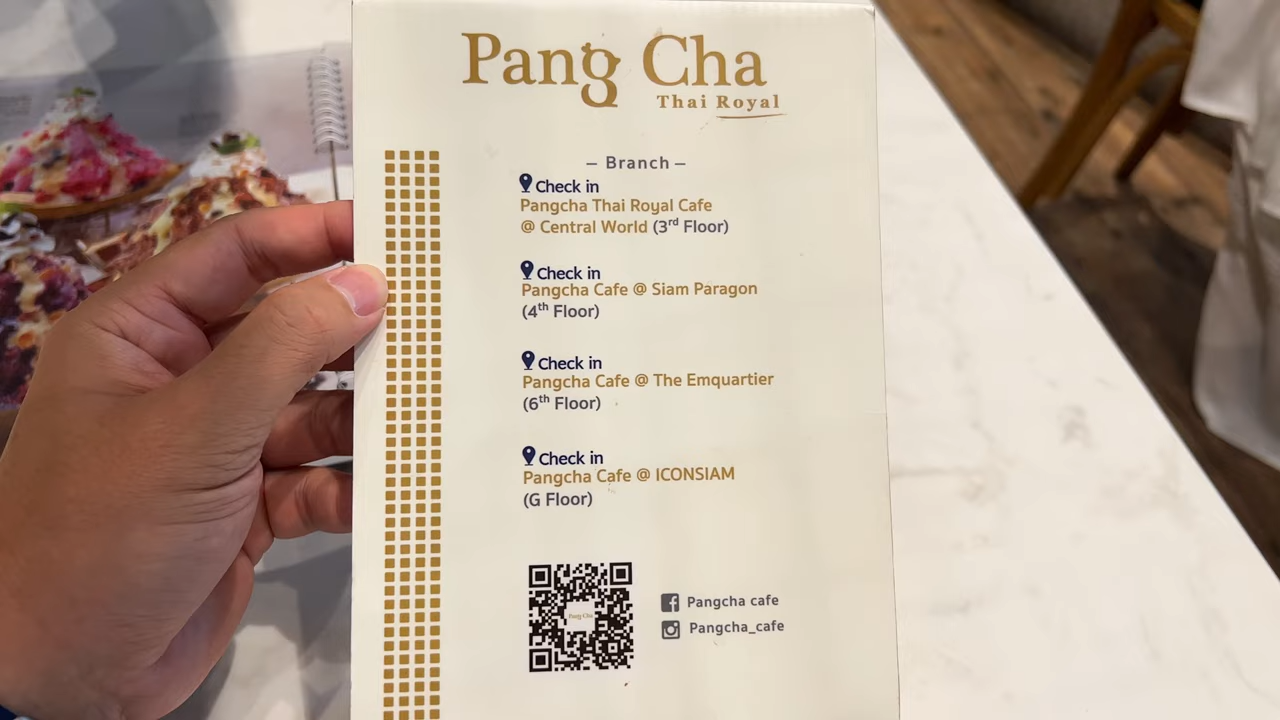 Pang Cha
Thai Royal
– Branch –
Check in
Pangcha Thai Royal Cafe
@ Central World (3rd Floor)
Check in
Pangcha Cafe @ Siam Paragon
(4th Floor)
Check in
Pangcha Cafe @ The Emquartier
(6th Floor)
Check in
Pangcha Cafe @ ICONSIAM
(G Floor)
Pang Cha
Pangcha cafe
Pangcha_cafe